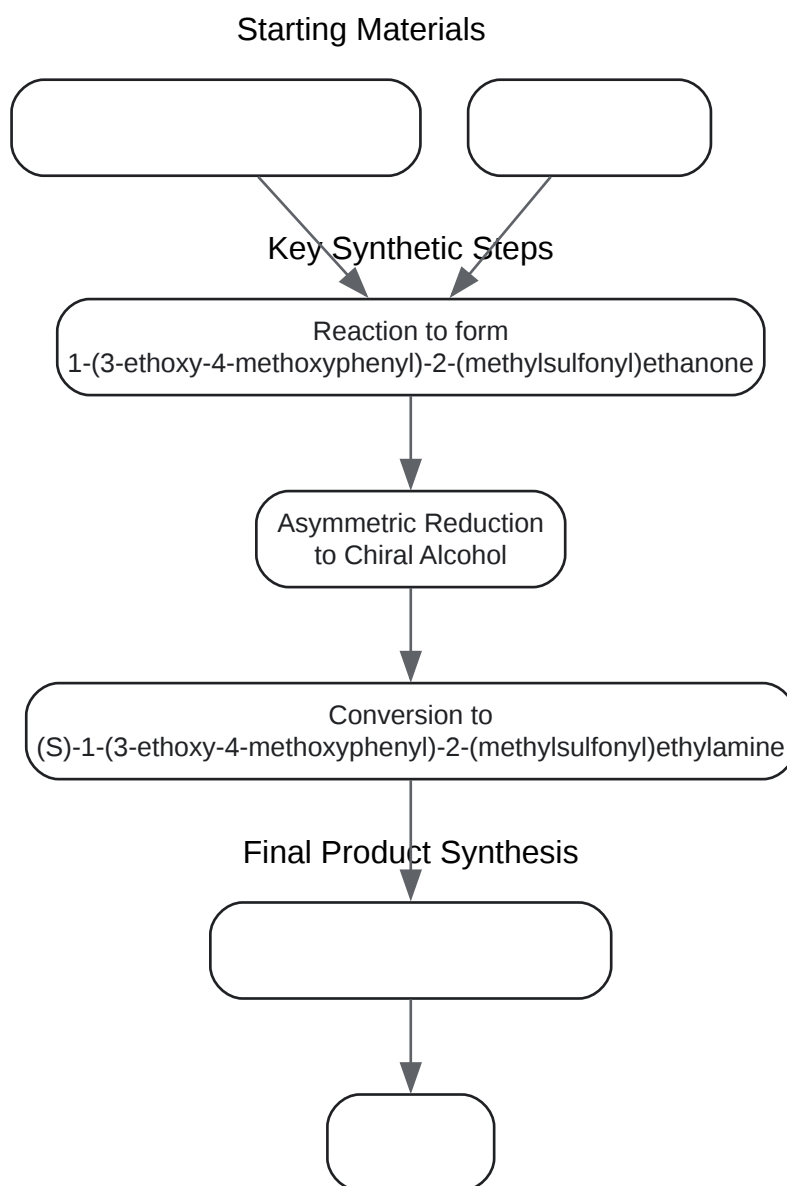 Starting Materials
Key Synthetic Steps
Reaction to form
1-(3-ethoxy-4-methoxyphenyl)-2-(methylsulfonyl)ethanone
Asymmetric Reduction
to Chiral Alcohol
Conversion to
(S)-1-(3-ethoxy-4-methoxyphenyl)-2-(methylsulfonyl)ethylamine
Final Product Synthesis